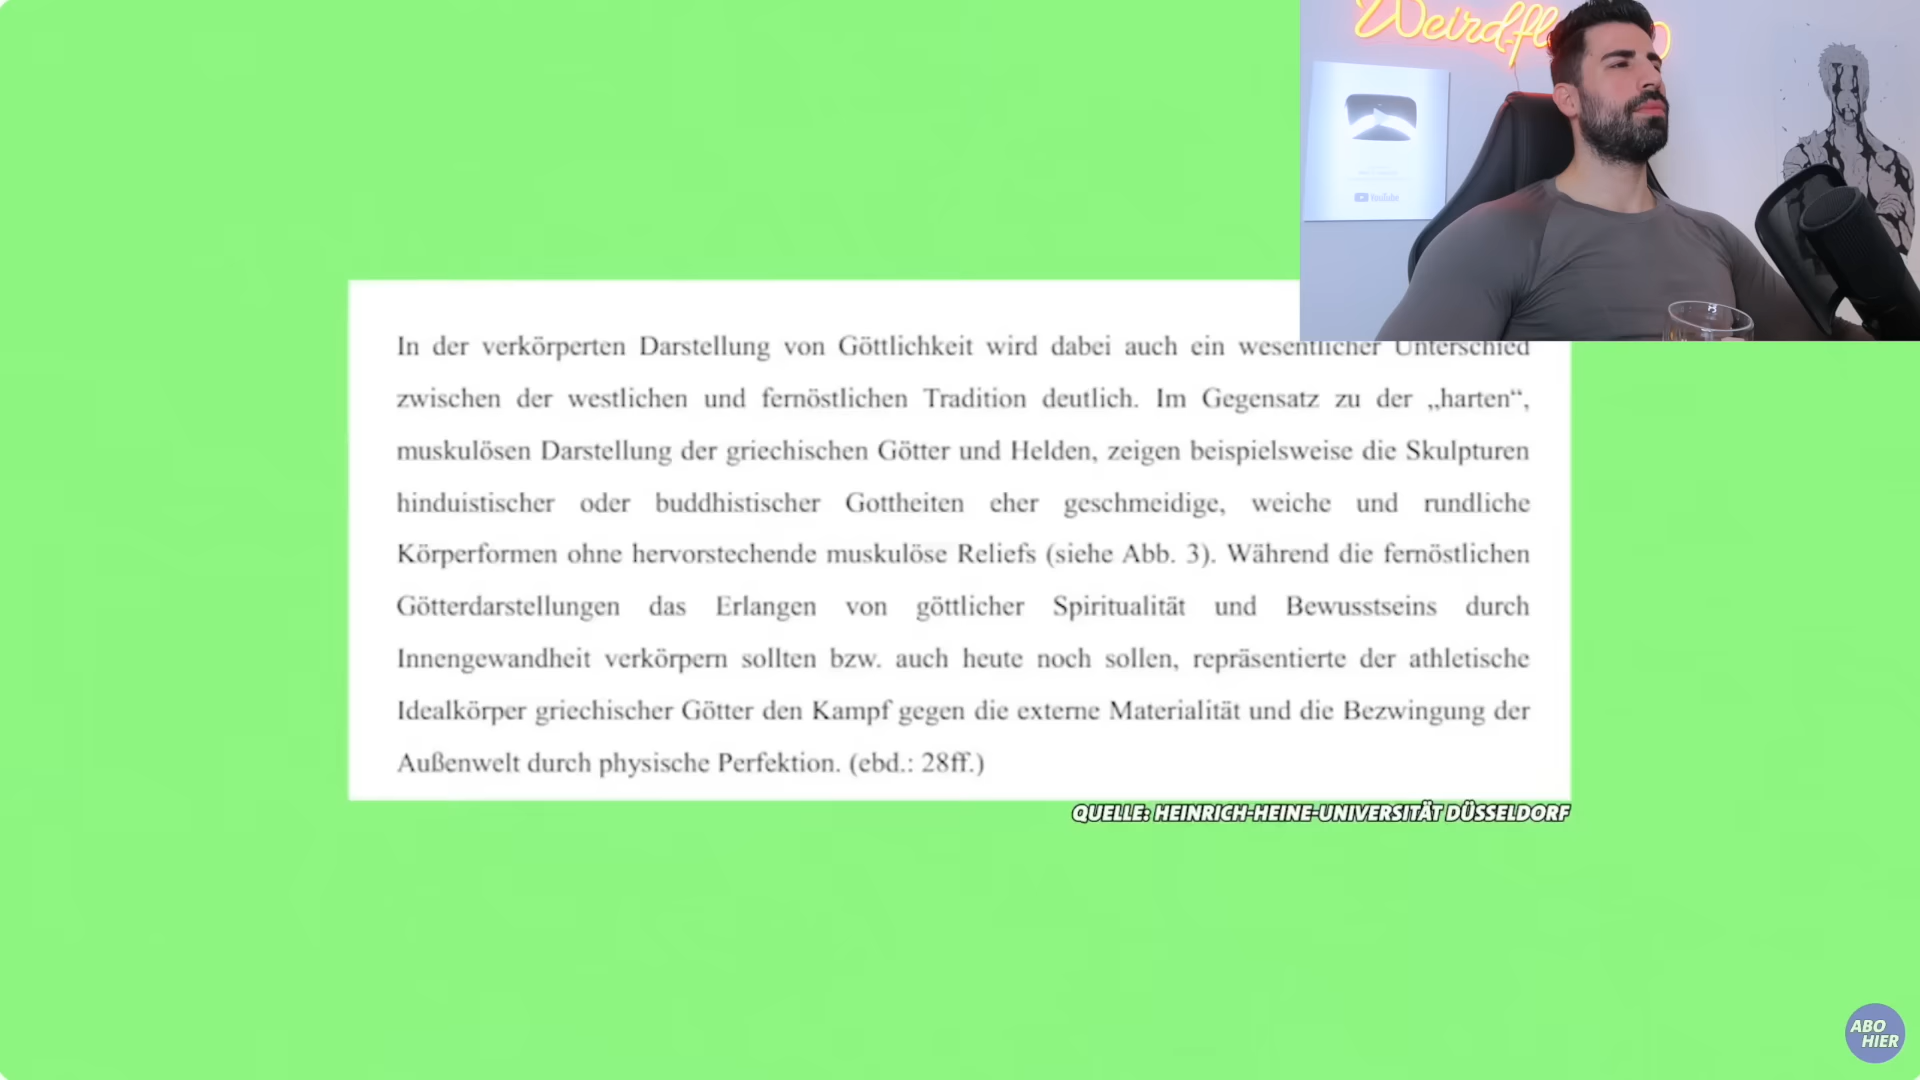 Weirdfl
YouTube
In der verkörperten Darstellung von Göttlichkeit wird dabei auch ein wesentlicher Unterschied
zwischen der westlichen und fernöstlichen Tradition deutlich. Im Gegensatz zu der „harten“,
muskulösen Darstellung der griechischen Götter und Helden, zeigen beispielsweise die Skulpturen
hinduistischer oder buddhistischer Gottheiten eher geschmeidige, weiche und rundliche
Körperformen ohne hervorstechende muskulöse Reliefs (siehe Abb. 3). Während die fernöstlichen
Götterdarstellungen das Erlangen von göttlicher Spiritualität und Bewusstseins durch
Innengewandheit verkörpern sollten bzw. auch heute noch sollen, repräsentierte der athletische
Idealkörper griechischer Götter den Kampf gegen die externe Materialität und die Bezwingung der
Außenwelt durch physische Perfektion. (ebd.: 28ff.)
QUELLE: HEINRICH-HEINE-UNIVERSITÄT DÜSSELDORF
ABO
HIER